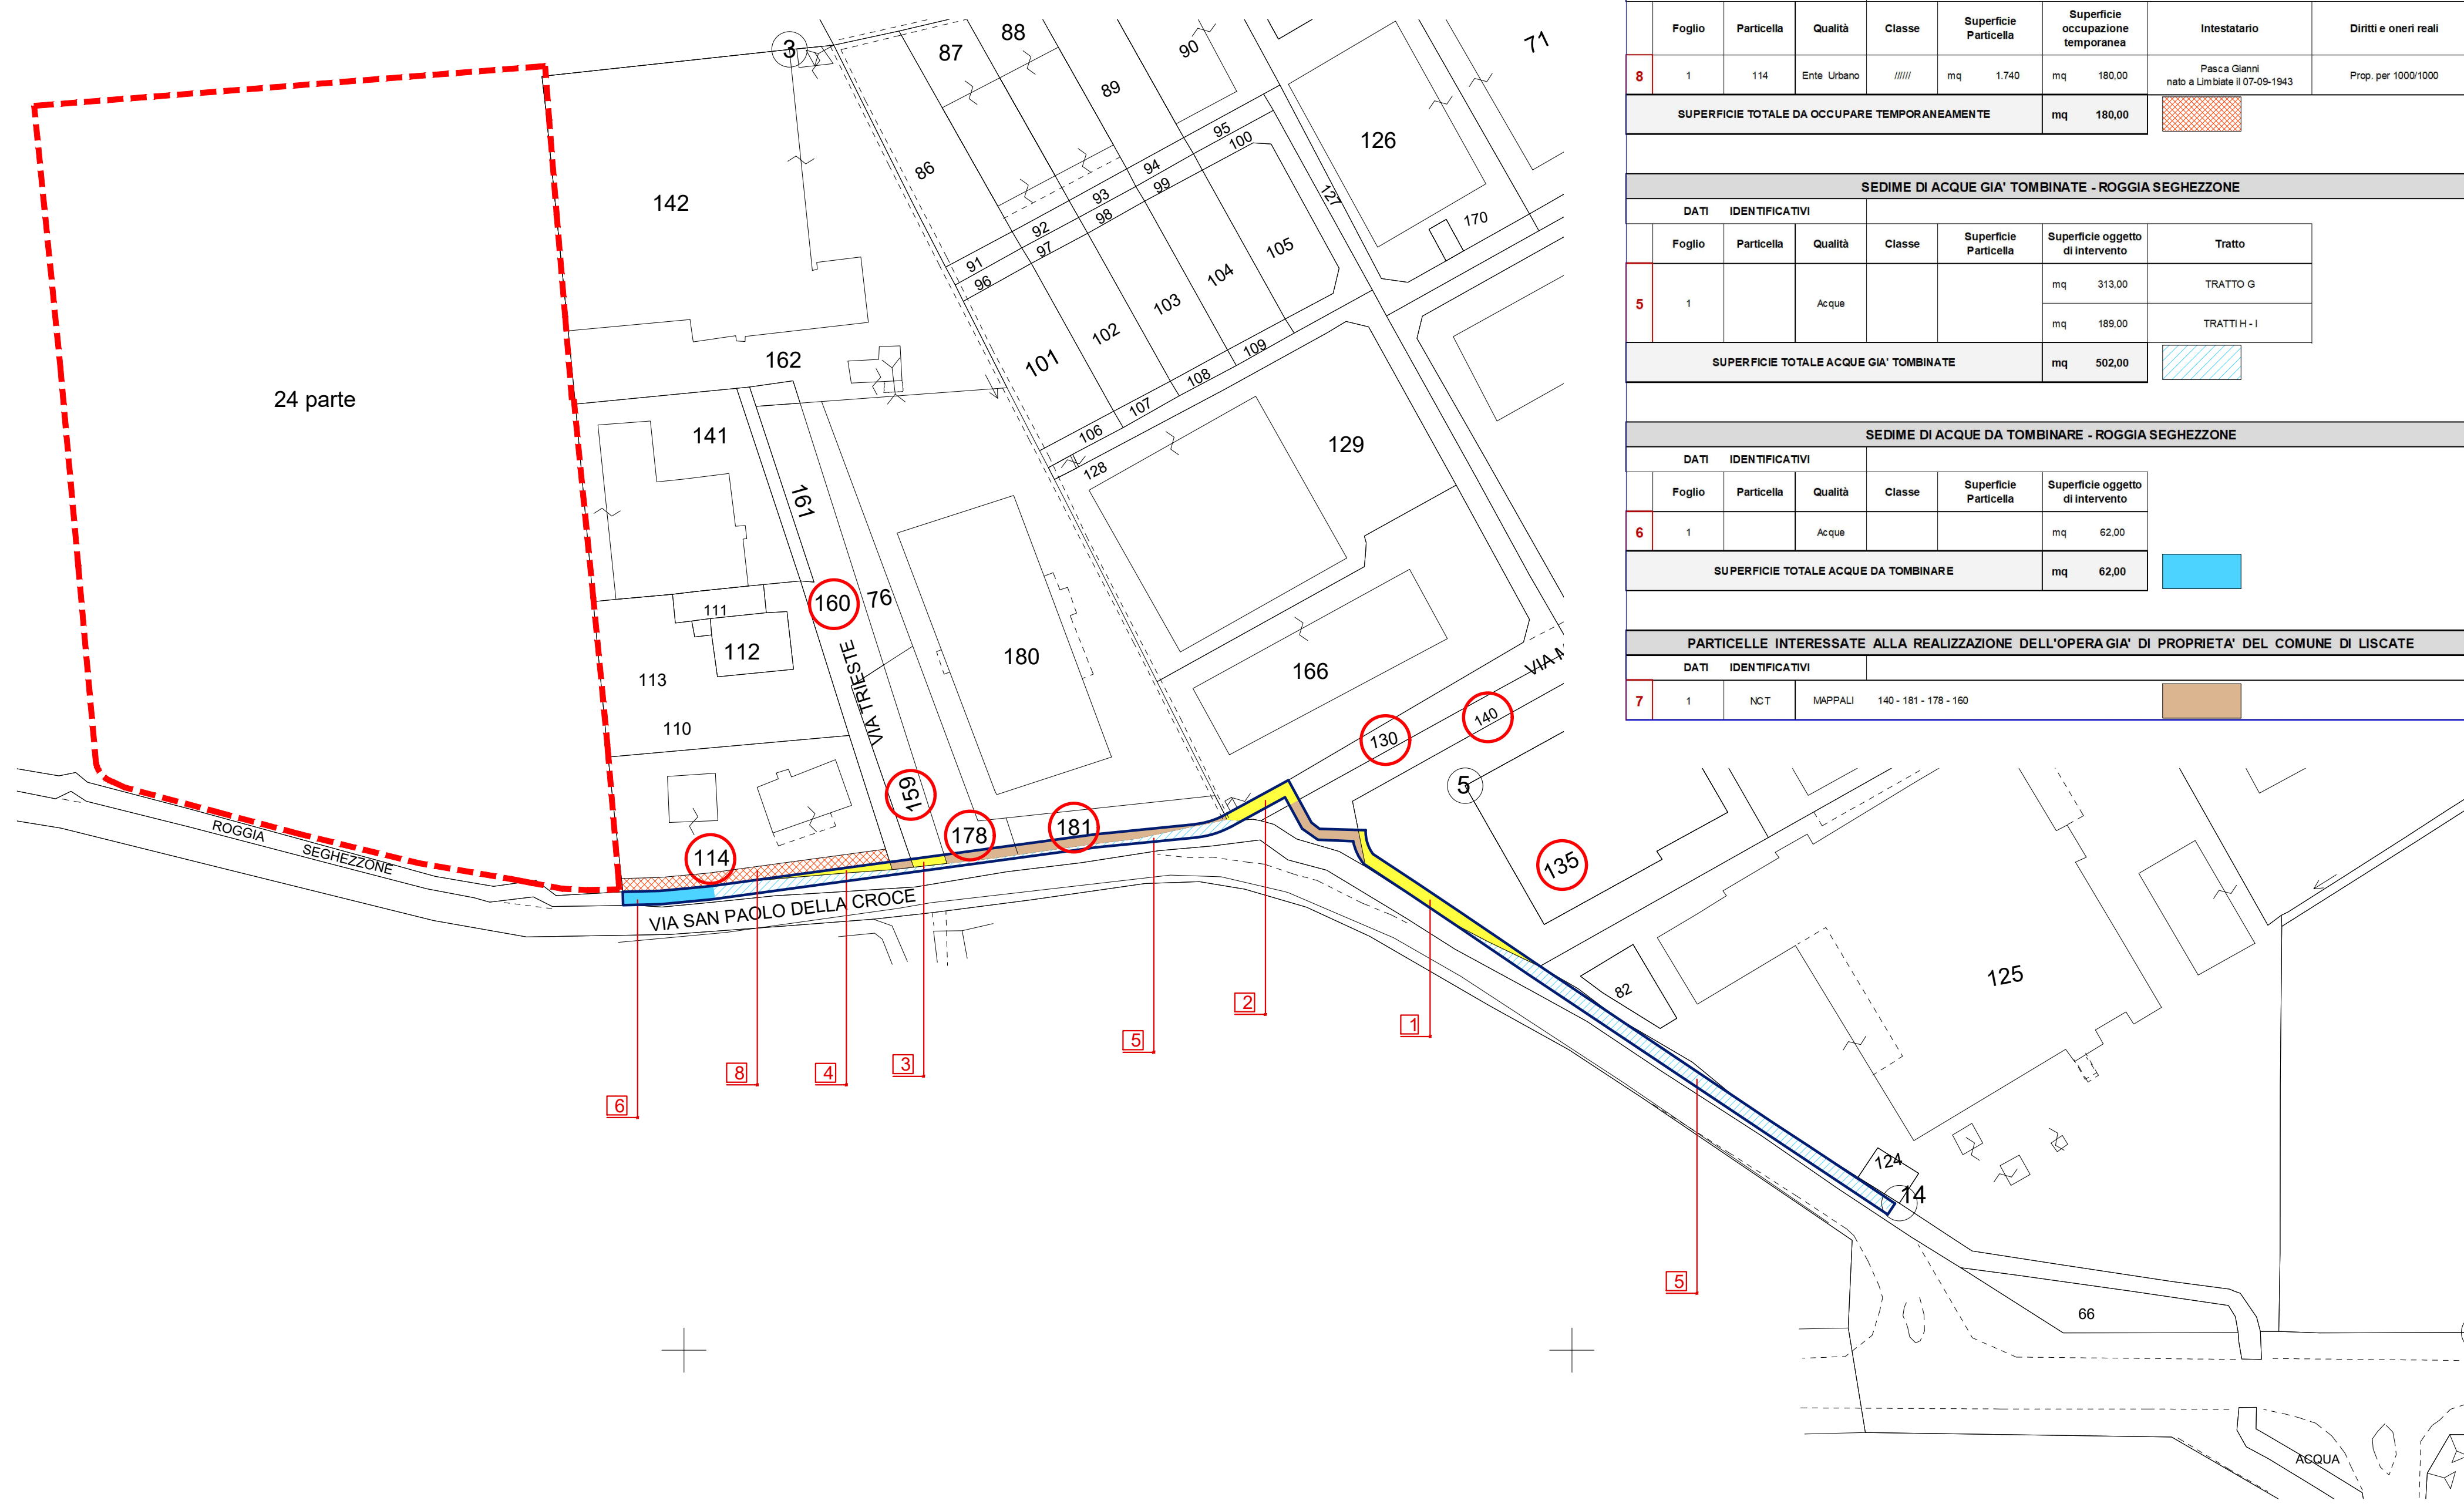 Foglio Particella Qualità Classe Superficie Particella Superficie occupazione temporanea Intestatario Diritti e oneri reali
8 1 114 Ente Urbano ////// mq 1.740 mq 180,00 Pasca Gianni nato a Limbiate il 07-09-1943 Prop. per 1000/1000
SUPERFICIE TOTALE DA OCCUPARE TEMPORANEAMENTE mq 180,00
SEDIME DI ACQUE GIA' TOMBINATE - ROGGIA SEGHEZZONE
DATI IDENTIFICATIVI
Foglio Particella Qualità Classe Superficie Particella Superficie oggetto di intervento Tratto
5 1 Acque
mq 313,00 TRATTO G
mq 189,00 TRATTI H - I
SUPERFICIE TOTALE ACQUE GIA' TOMBINATE mq 502,00
SEDIME DI ACQUE DA TOMBINARE - ROGGIA SEGHEZZONE
DATI IDENTIFICATIVI
Foglio Particella Qualità Classe Superficie Particella Superficie oggetto di intervento
6 1 Acque mq 62,00
SUPERFICIE TOTALE ACQUE DA TOMBINARE mq 62,00
PARTICELLE INTERESSATE ALLA REALIZZAZIONE DELL'OPERA GIA' DI PROPRIETA' DEL COMUNE DI LISCATE
DATI IDENTIFICATIVI
7 1 NCT MAPPALI 140 - 181 - 178 - 160
3
87
88
90
71
89
86
126
95
100
94
99
93
98
92
97
91
96
127
170
142
105
104
103
102
101
109
108
107
106
128
129
162
24 parte
141
161
160
76
111
112
113
110
VIA TRIESTE
180
166
VIA M
130
140
5
159
178
181
114
135
ROGGIA SEGHEZZONE
VIA SAN PAOLO DELLA CROCE
82
125
124
14
66
ACQUA
6
8
4
3
5
2
1
5